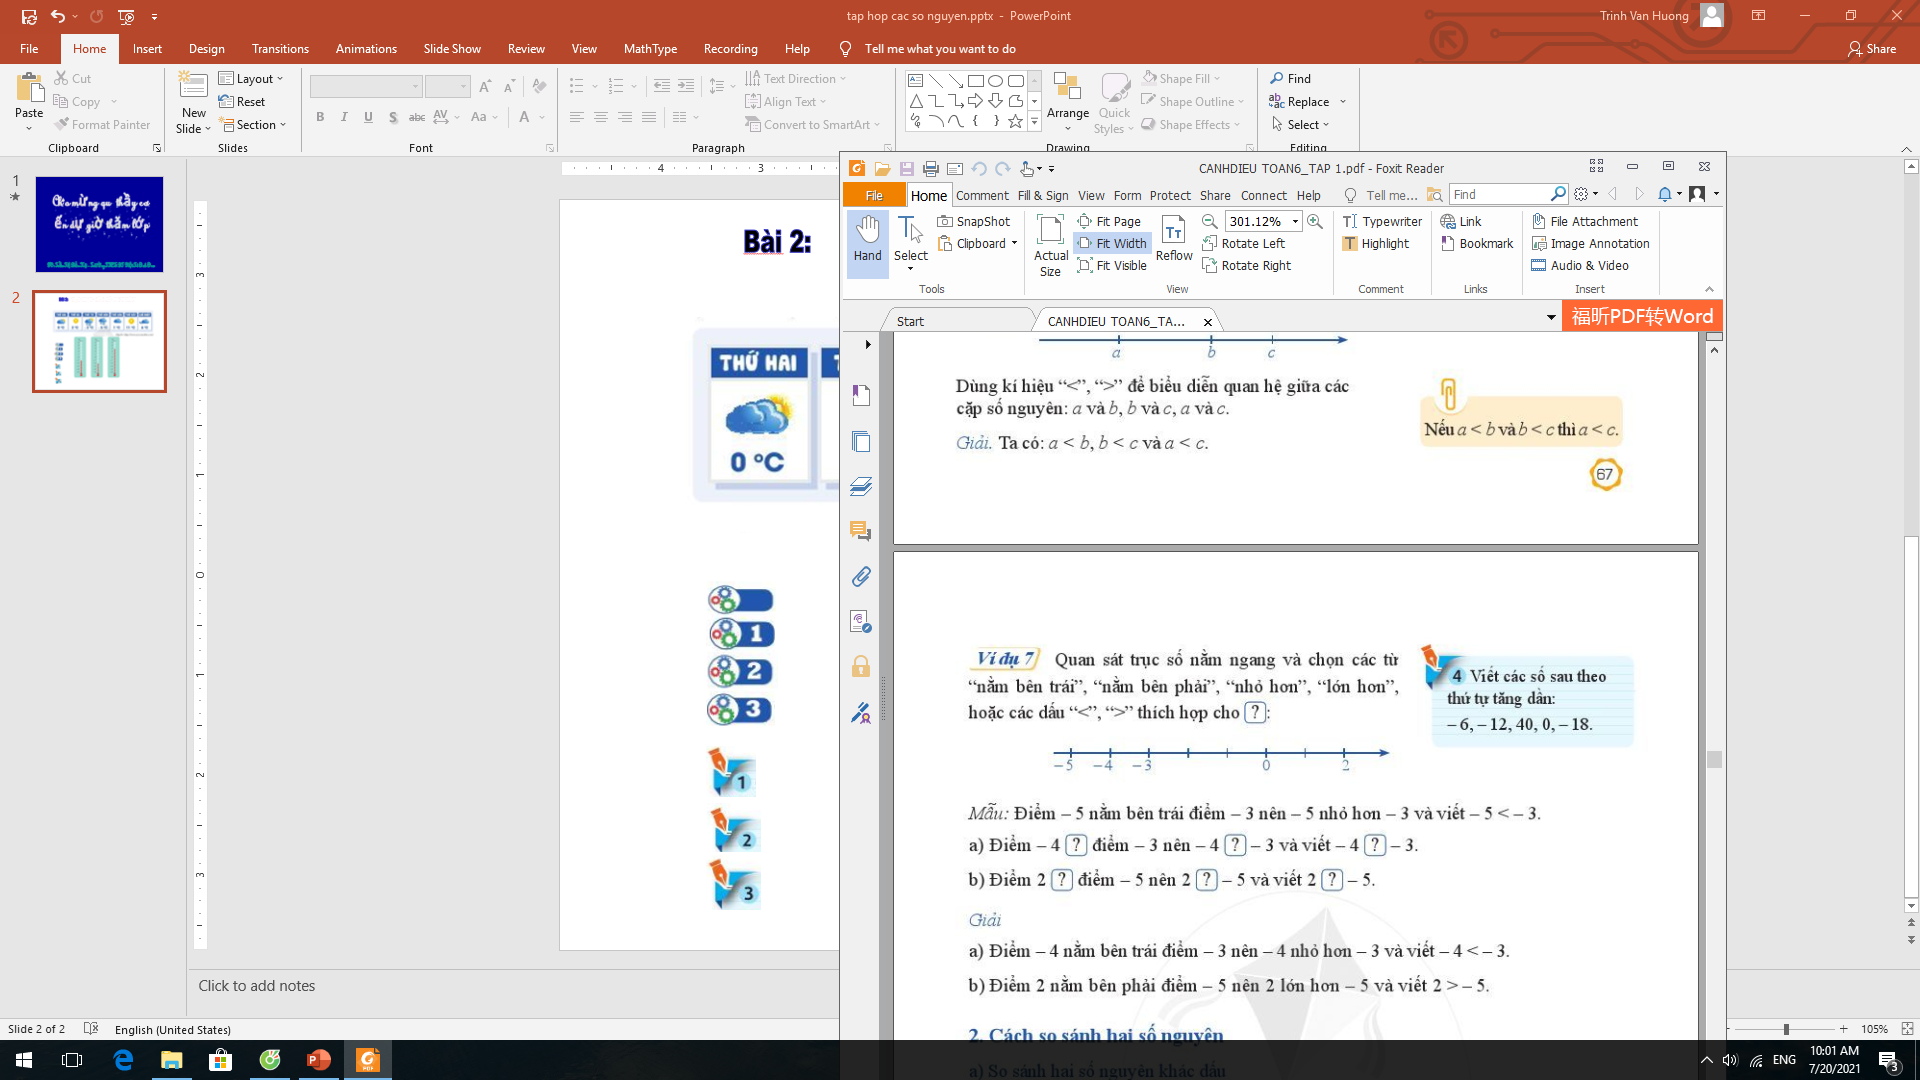 tap hop cac so nguyen.pptx - PowerPoint
Trinh Van Huong
File Home Insert Design Transitions Animations Slide Show Review View MathType Recording Help Tell me what you want to do
Share
Paste
Cut
Copy
Format Painter
Clipboard
New Slide
Layout
Reset
Section
Slides
B I U S abc AV Aa A
Font
Text Direction
Align Text
Convert to SmartArt
Paragraph
Arrange
Quick Styles
Shape Fill
Shape Outline
Shape Effects
Drawing
Find
Replace
Select
Editing
1
2
Bài 2:
THỨ HAI
0 °C
1
2
3
1
2
3
Click to add notes
Slide 2 of 2 English (United States)
105%
CANHDIEU TOAN6_TAP 1.pdf - Foxit Reader
File Home Comment Fill & Sign View Form Protect Share Connect Help Tell me... Find
Hand
Select
SnapShot
Clipboard
Tools
Actual Size
Fit Page
Fit Width
Fit Visible
Reflow
301.12%
Rotate Left
Rotate Right
View
Typewriter
Highlight
Comment
Link
Bookmark
Links
File Attachment
Image Annotation
Audio & Video
Insert
Start
CANHDIEU TOAN6_TA...
福昕PDF转Word
a b c
Dùng kí hiệu “<”, “>” để biểu diễn quan hệ giữa các
cặp số nguyên: a và b, b và c, a và c.
Giải. Ta có: a < b, b < c và a < c.
Nếu a < b và b < c thì a < c.
67
Ví dụ 7 Quan sát trục số nằm ngang và chọn các từ
“nằm bên trái”, “nằm bên phải”, “nhỏ hơn”, “lớn hơn”,
hoặc các dấu “<”, “>” thích hợp cho ?:
4 Viết các số sau theo
thứ tự tăng dần:
– 6, – 12, 40, 0, – 18.
–5 –4 –3 0 2
Mẫu: Điểm – 5 nằm bên trái điểm – 3 nên – 5 nhỏ hơn – 3 và viết – 5 < – 3.
a) Điểm – 4 ? điểm – 3 nên – 4 ? – 3 và viết – 4 ? – 3.
b) Điểm 2 ? điểm – 5 nên 2 ? – 5 và viết 2 ? – 5.
Giải
a) Điểm – 4 nằm bên trái điểm – 3 nên – 4 nhỏ hơn – 3 và viết – 4 < – 3.
b) Điểm 2 nằm bên phải điểm – 5 nên 2 lớn hơn – 5 và viết 2 > – 5.
2. Cách so sánh hai số nguyên
a) So sánh hai số nguyên khác dấu
ENG
10:01 AM
7/20/2021
3